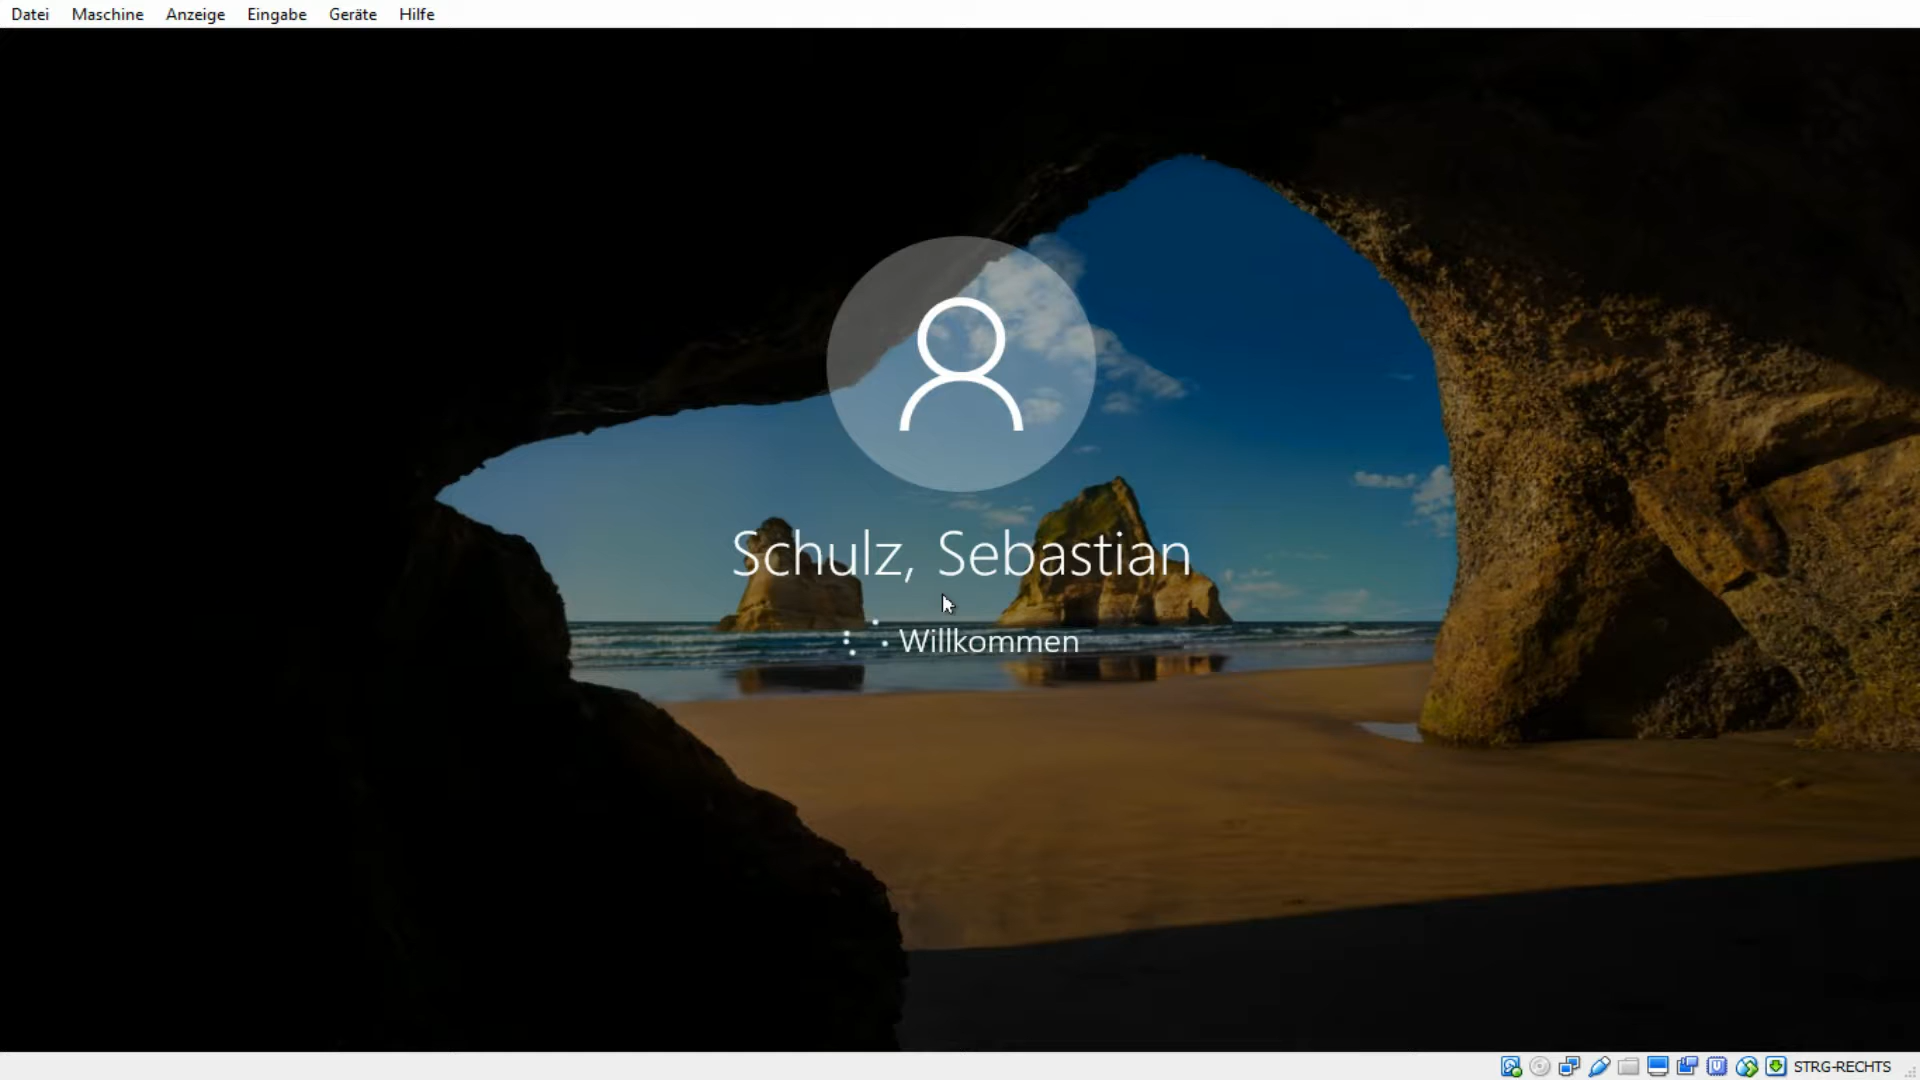 Datei Maschine Anzeige Eingabe Geräte Hilfe
Schulz, Sebastian
Willkommen
STRG-RECHTS